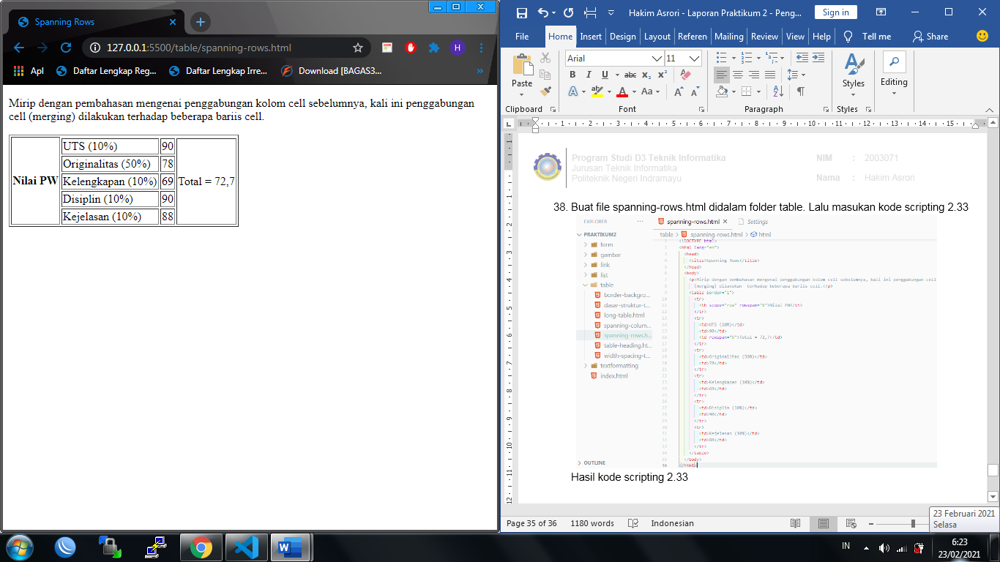 Spanning Rows
127.0.0.1:5500/table/spanning-rows.html
H
Apl
Daftar Lengkap Reg...
Daftar Lengkap Irre...
Download [BAGAS3...
»
Mirip dengan pembahasan mengenai penggabungan kolom cell sebelumnya, kali ini penggabungan
cell (merging) dilakukan terhadap beberapa bariis cell.
Nilai PW
UTS (10%) 90
Originalitas (50%) 78
Kelengkapan (10%) 69
Disiplin (10%) 90
Kejelasan (10%) 88
Total = 72,7
Hakim Asrori - Laporan Praktikum 2 - Peng...
Sign in
File Home Insert Design Layout Referen Mailing Review View Help Tell me Share
Arial 11
Paste
Styles
Editing
Clipboard Font Paragraph Styles
Program Studi D3 Teknik Informatika
Jurusan Teknik Informatika
Politeknik Negeri Indramayu
NIM : 2003071
Nama : Hakim Asrori
38. Buat file spanning-rows.html didalam folder table. Lalu masukan kode scripting 2.33
EXPLORER ···
spanning-rows.html
Settings
PRAKTIKUM2
table > spanning-rows.html > html
form
gambar
link
list
table
border-backgro...
dasar-struktur-t...
long-table.html
spanning-colum...
spanning-rows.h...
table-heading.ht...
width-spacing-t...
textformatting
index.html
OUTLINE
<!DOCTYPE html>
<html lang="en">
<head>
<title>Spanning Rows</title>
</head>
<body>
<p>Mirip dengan pembahasan mengenai penggabungan kolom cell sebelumnya, kali ini penggabungan cell
(merging) dilakukan terhadap beberapa bariis cell.</p>
<table border="1">
<tr>
<th scope="row" rowspan="6">Nilai PW</th>
</tr>
<tr>
<td>UTS (10%)</td>
<td>90</td>
<td rowspan="5">Total = 72,7</td>
</tr>
<tr>
<td>Originalitas (50%)</td>
<td>78</td>
</tr>
<tr>
<td>Kelengkapan (10%)</td>
<td>69</td>
</tr>
<tr>
<td>Disiplin (10%)</td>
<td>90</td>
</tr>
<tr>
<td>Kejelasan (10%)</td>
<td>88</td>
</tr>
</table>
</body>
</html>
Hasil kode scripting 2.33
Page 35 of 36 1180 words Indonesian
23 Februari 2021
Selasa
IN
6:23
23/02/2021